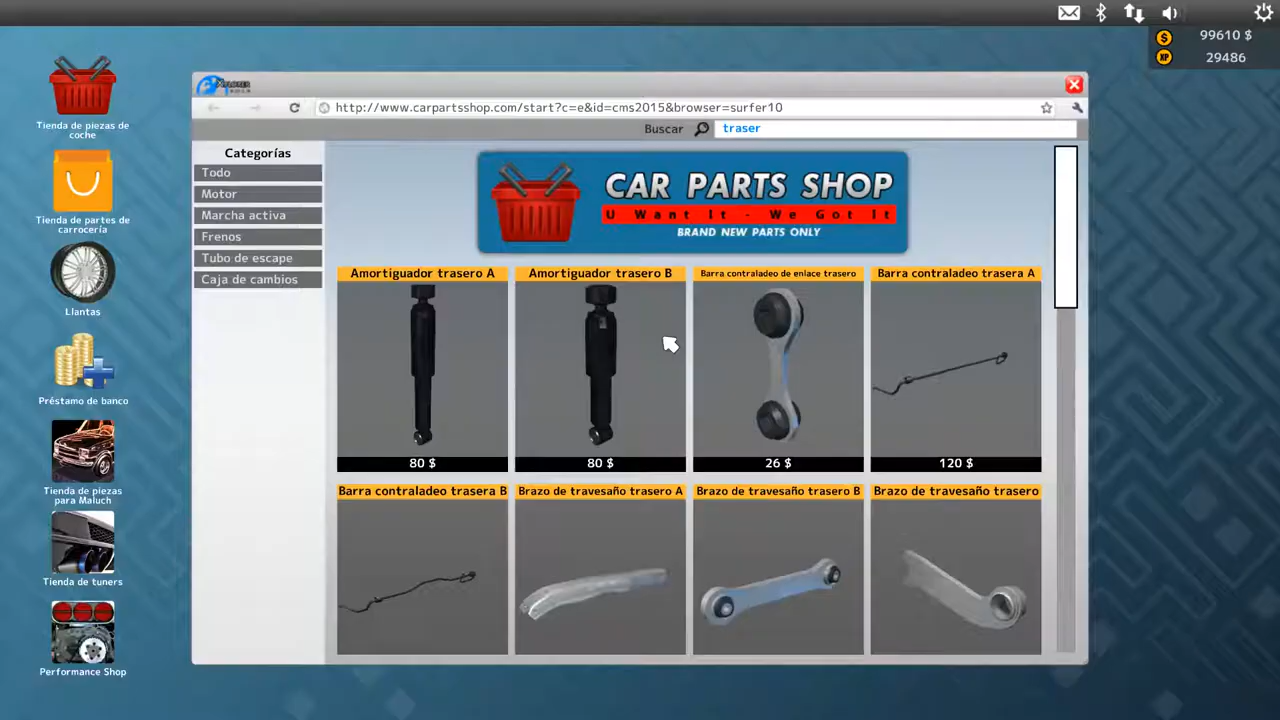 99610 $
29486
Tienda de piezas de
coche
Tienda de partes de
carrocería
Llantas
Préstamo de banco
Tienda de piezas
para Maluch
Tienda de tuners
Performance Shop
http://www.carpartsshop.com/start?c=e&id=cms2015&browser=surfer10
Buscar traser
Categorías
Todo
Motor
Marcha activa
Frenos
Tubo de escape
Caja de cambios
CAR PARTS SHOP
U Want It - We Got It
BRAND NEW PARTS ONLY
Amortiguador trasero A
80 $
Amortiguador trasero B
80 $
Barra contraladeo de enlace trasero
26 $
Barra contraladeo trasera A
120 $
Barra contraladeo trasera B
Brazo de travesaño trasero A
Brazo de travesaño trasero B
Brazo de travesaño trasero